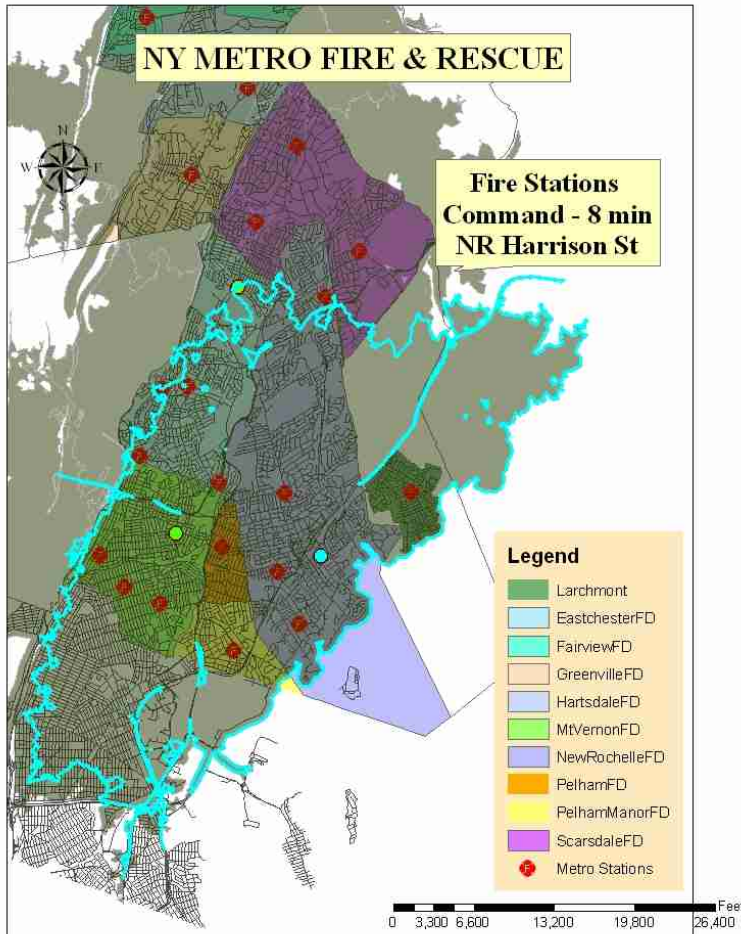 NY METRO FIRE & RESCUE
N
W
E
S
Fire Stations
Command - 8 min
NR Harrison St
Legend
Larchmont
EastchesterFD
FairviewFD
GreenvilleFD
HartsdaleFD
MtVernonFD
NewRochelleFD
PelhamFD
PelhamManorFD
ScarsdaleFD
F Metro Stations
Feet
0 3,300 6,600 13,200 19,800 26,400